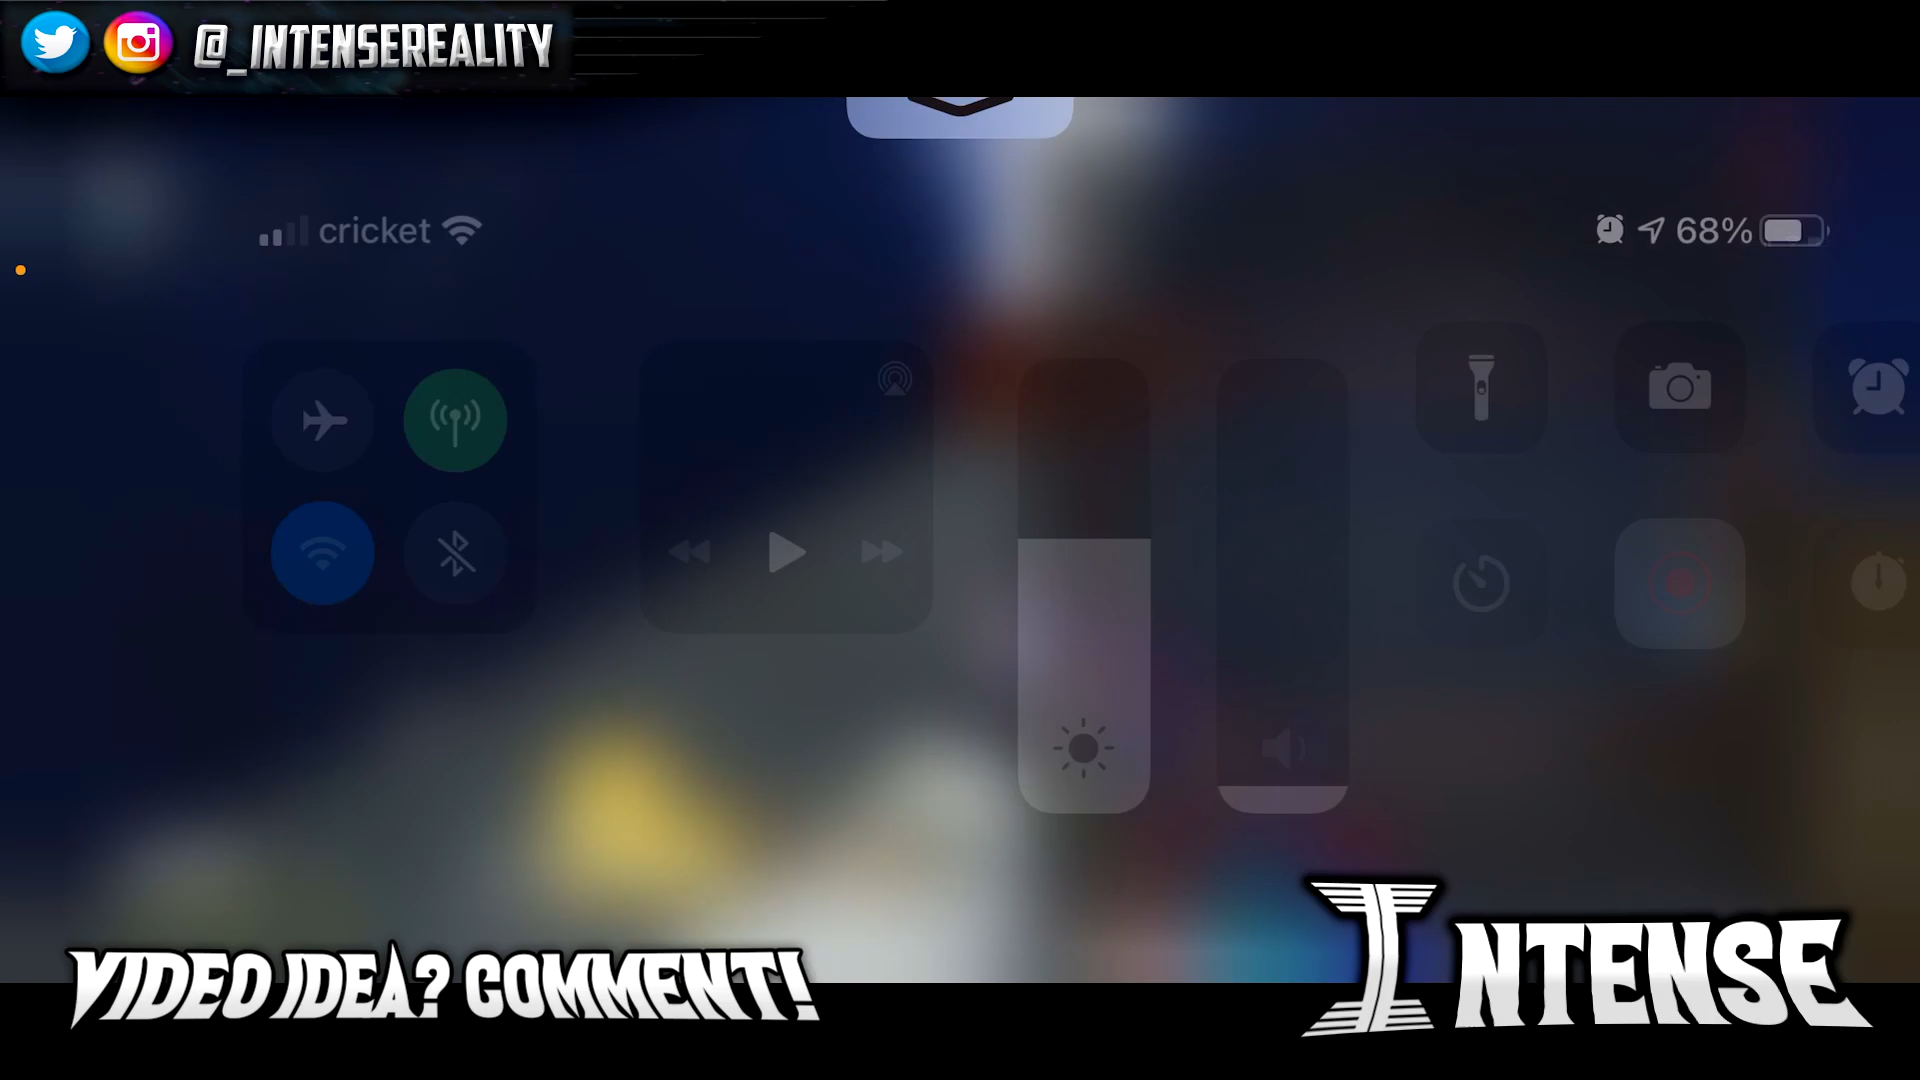 @_INTENSEREALITY
cricket
68%
VIDEO IDEA? COMMENT!
INTENSE